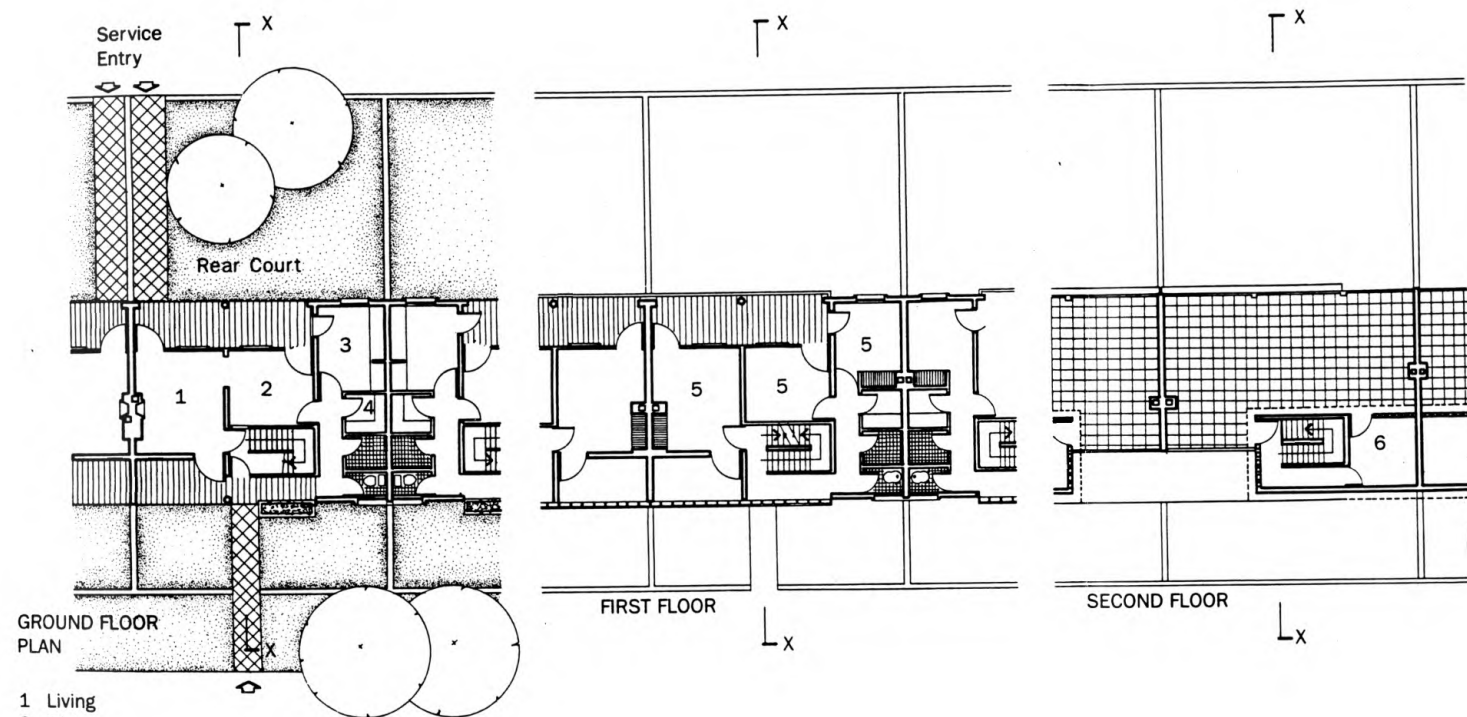 X
Service
Entry
X
X
Rear Court
3
1
2
4
5
5
5
6
GROUND FLOOR
PLAN
X
FIRST FLOOR
X
SECOND FLOOR
X
1 Living